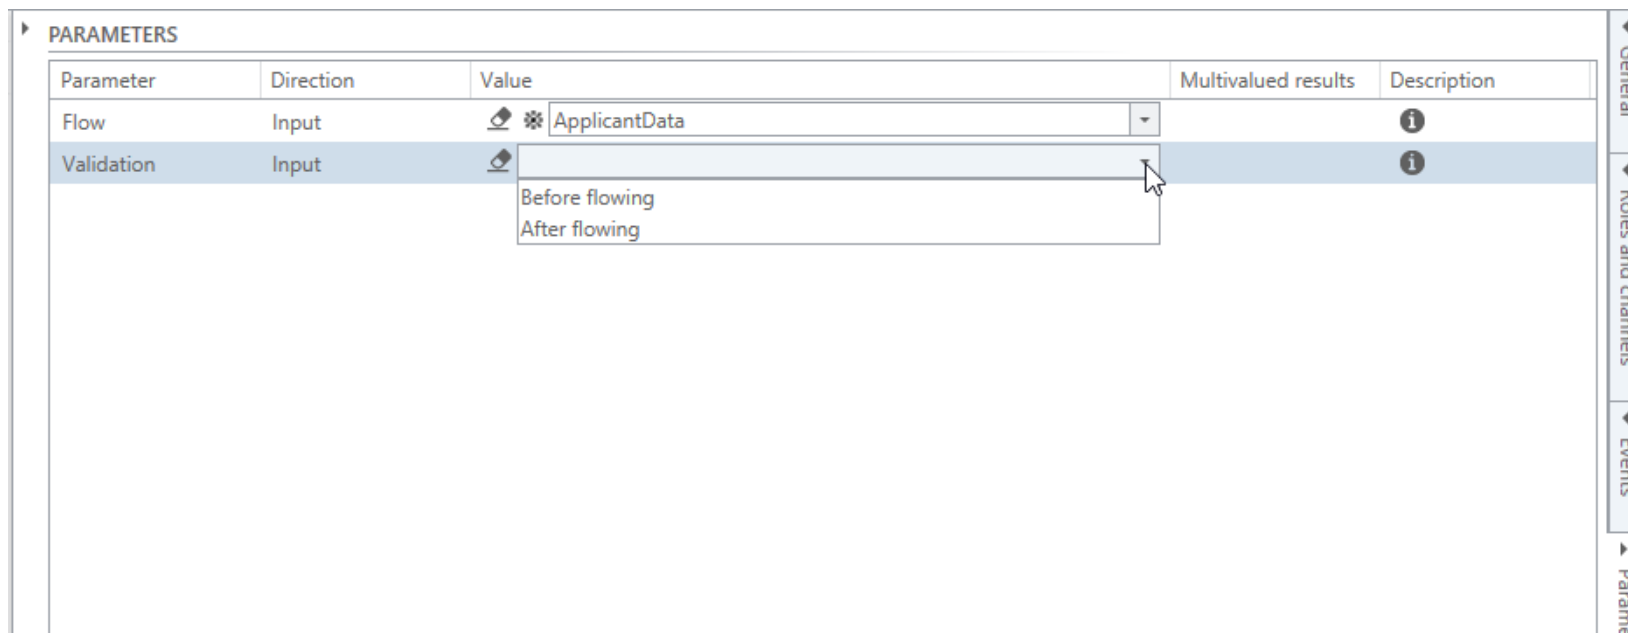 PARAMETERS
Parameter Direction Value Multivalued results Description
Flow Input ApplicantData
Validation Input
Before flowing
After flowing
General
Roles and channels
Events
Parame